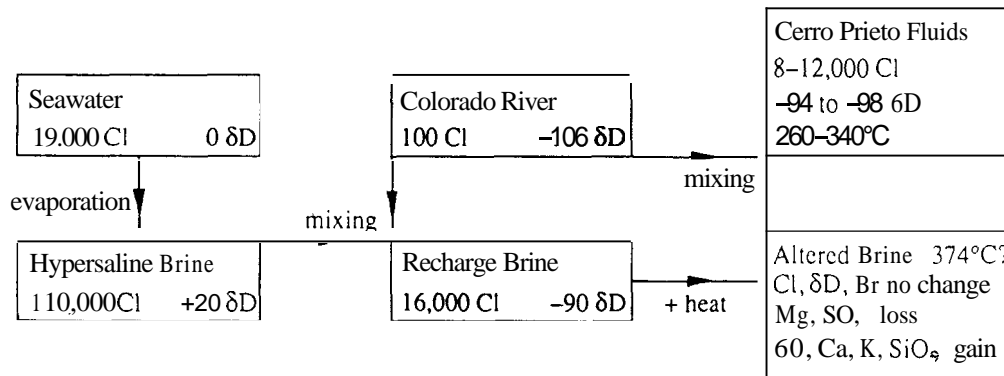 Seawater
19.000 Cl 0 δD
evaporation
Hypersaline Brine
110,000Cl +20 δD
mixing
Colorado River
100 Cl –106 δD
mixing
Recharge Brine
16,000 Cl –90 δD
+ heat
Cerro Prieto Fluids
8–12,000 Cl
–94 to –98 6D
260–340°C
Altered Brine 374°C?
Cl, δD, Br no change
Mg, SO, loss
60, Ca, K, SiO₂ gain